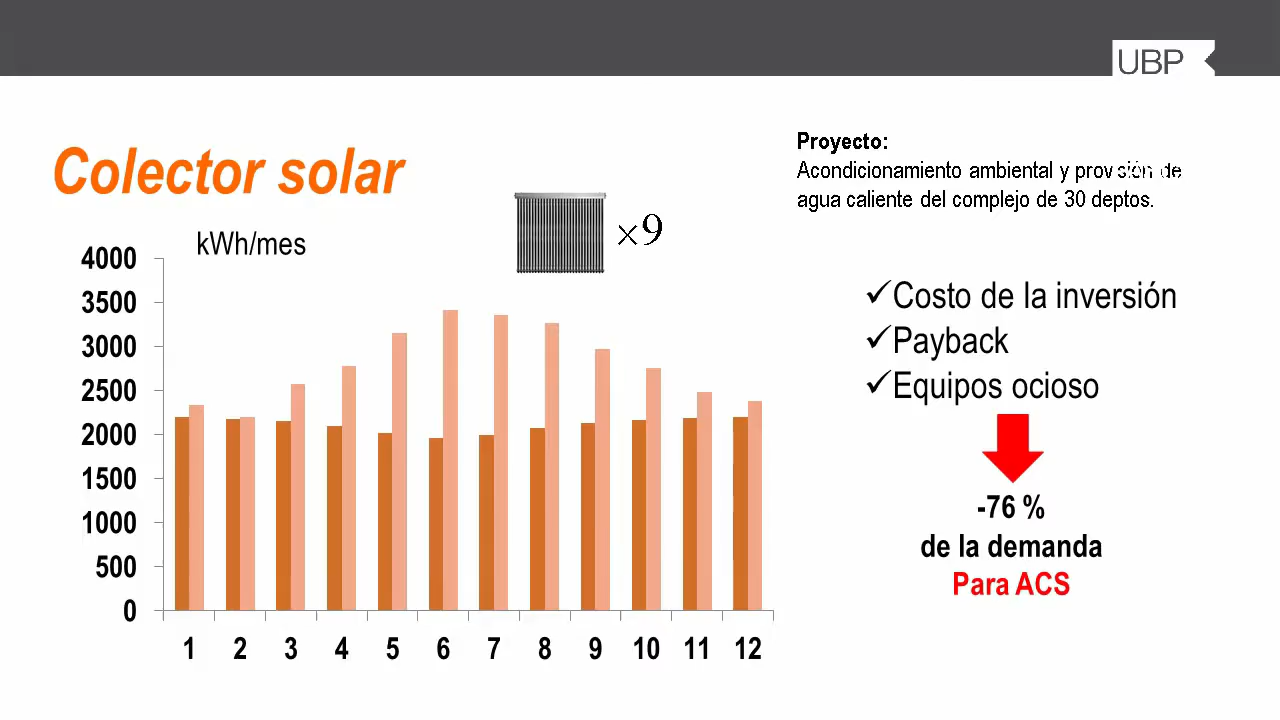 UBP
Colector solar
Proyecto:
Acondicionamiento ambiental y provisión de
agua caliente del complejo de 30 deptos.
×9
kWh/mes
4000
3500
3000
2500
2000
1500
1000
500
0
1 2 3 4 5 6 7 8 9 10 11 12
✓Costo de la inversión
✓Payback
✓Equipos ocioso
-76 %
de la demanda
Para ACS